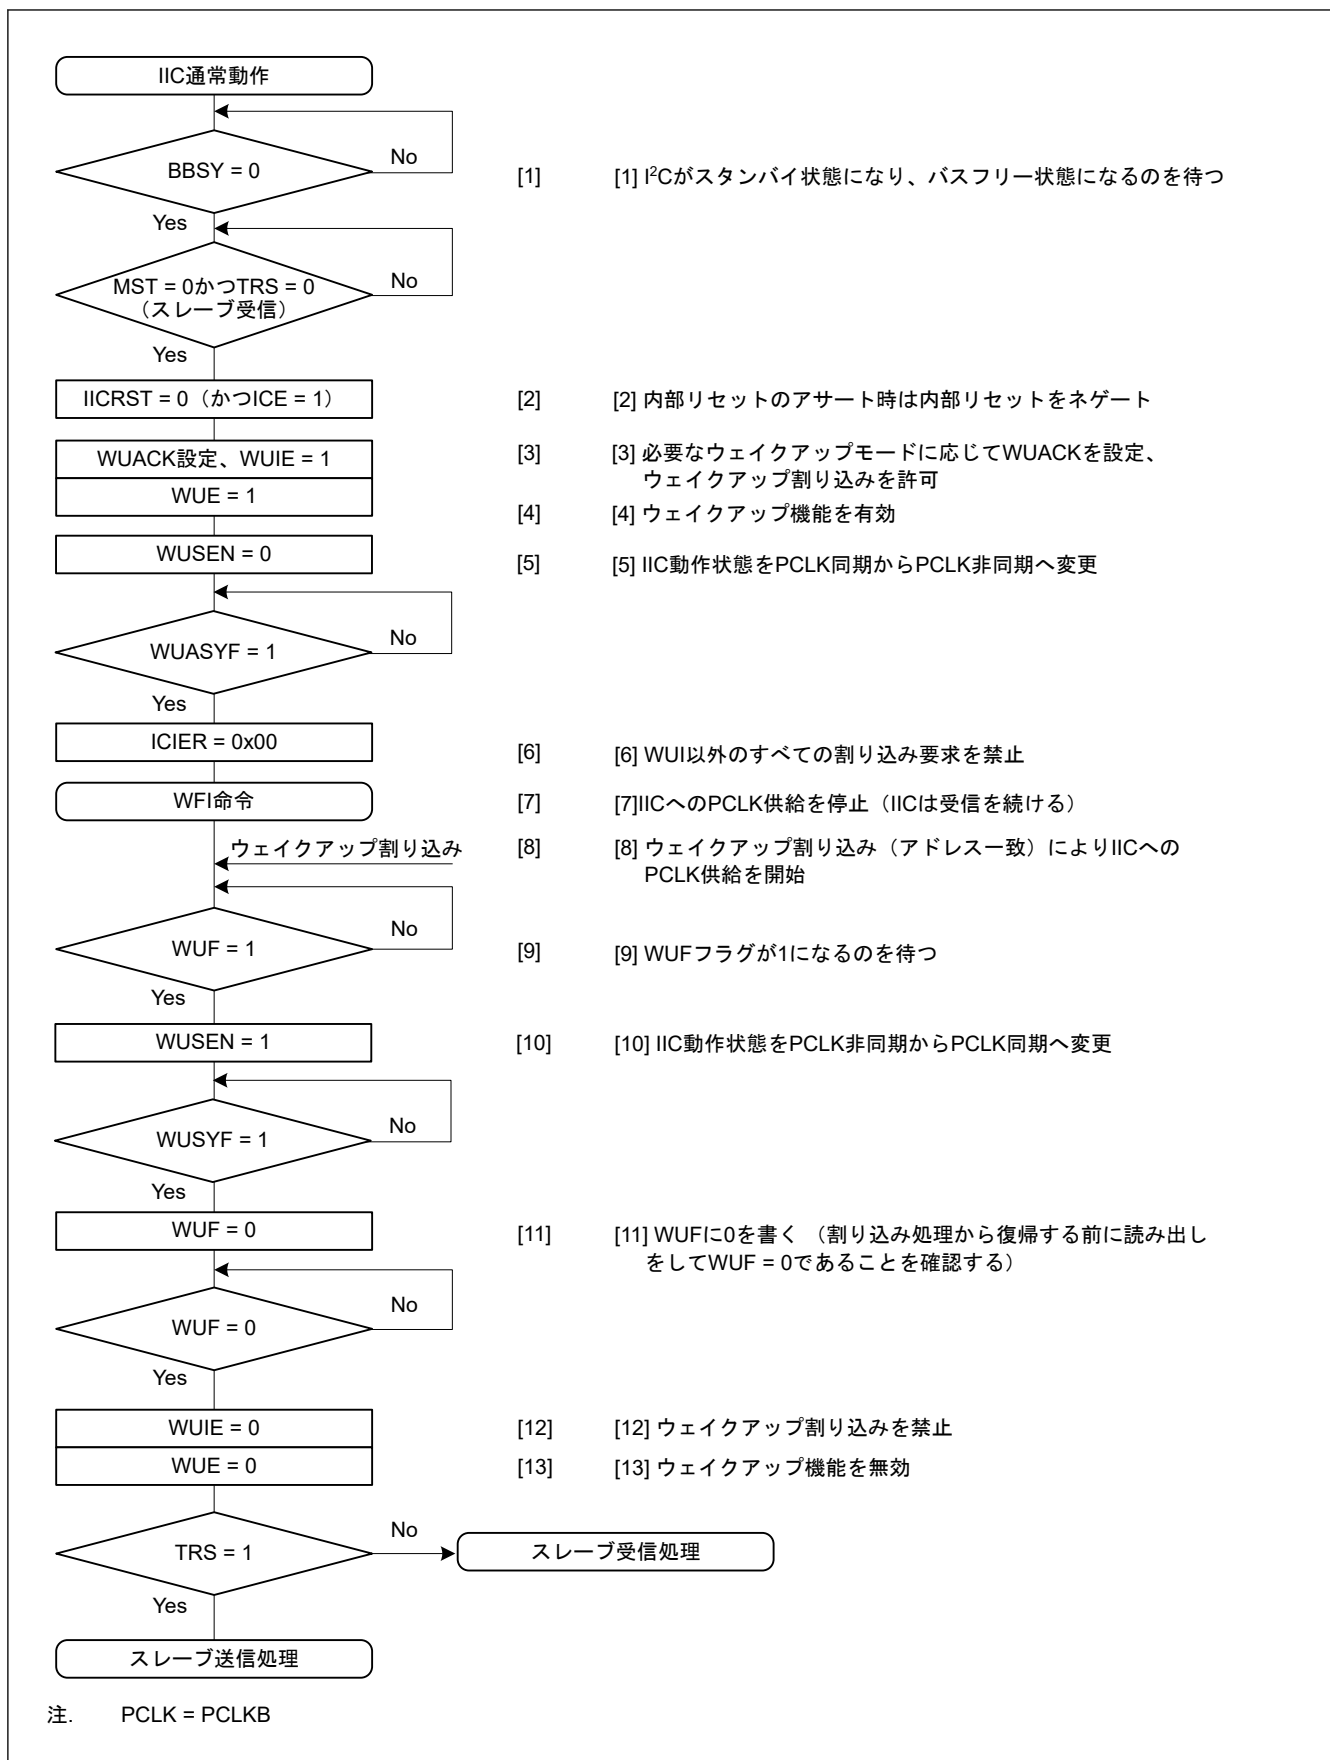 IIC通常動作
BBSY = 0
No
[1]
[1] I²Cがスタンバイ状態になり、バスフリー状態になるのを待つ
Yes
MST = 0かつTRS = 0
（スレーブ受信）
No
Yes
IICRST = 0（かつICE = 1）
[2]
[2] 内部リセットのアサート時は内部リセットをネゲート
WUACK設定、WUIE = 1
[3]
[3] 必要なウェイクアップモードに応じてWUACKを設定、
ウェイクアップ割り込みを許可
WUE = 1
[4]
[4] ウェイクアップ機能を有効
WUSEN = 0
[5]
[5] IIC動作状態をPCLK同期からPCLK非同期へ変更
WUASYF = 1
No
Yes
ICIER = 0x00
[6]
[6] WUI以外のすべての割り込み要求を禁止
WFI命令
[7]
[7]IICへのPCLK供給を停止（IICは受信を続ける）
ウェイクアップ割り込み
[8]
[8] ウェイクアップ割り込み（アドレス一致）によりIICへの
PCLK供給を開始
WUF = 1
No
[9]
[9] WUFフラグが1になるのを待つ
Yes
WUSEN = 1
[10]
[10] IIC動作状態をPCLK非同期からPCLK同期へ変更
WUSYF = 1
No
Yes
WUF = 0
[11]
[11] WUFに0を書く （割り込み処理から復帰する前に読み出し
をしてWUF = 0であることを確認する）
WUF = 0
No
Yes
WUIE = 0
[12]
[12] ウェイクアップ割り込みを禁止
WUE = 0
[13]
[13] ウェイクアップ機能を無効
TRS = 1
No
スレーブ受信処理
Yes
スレーブ送信処理
注. PCLK = PCLKB